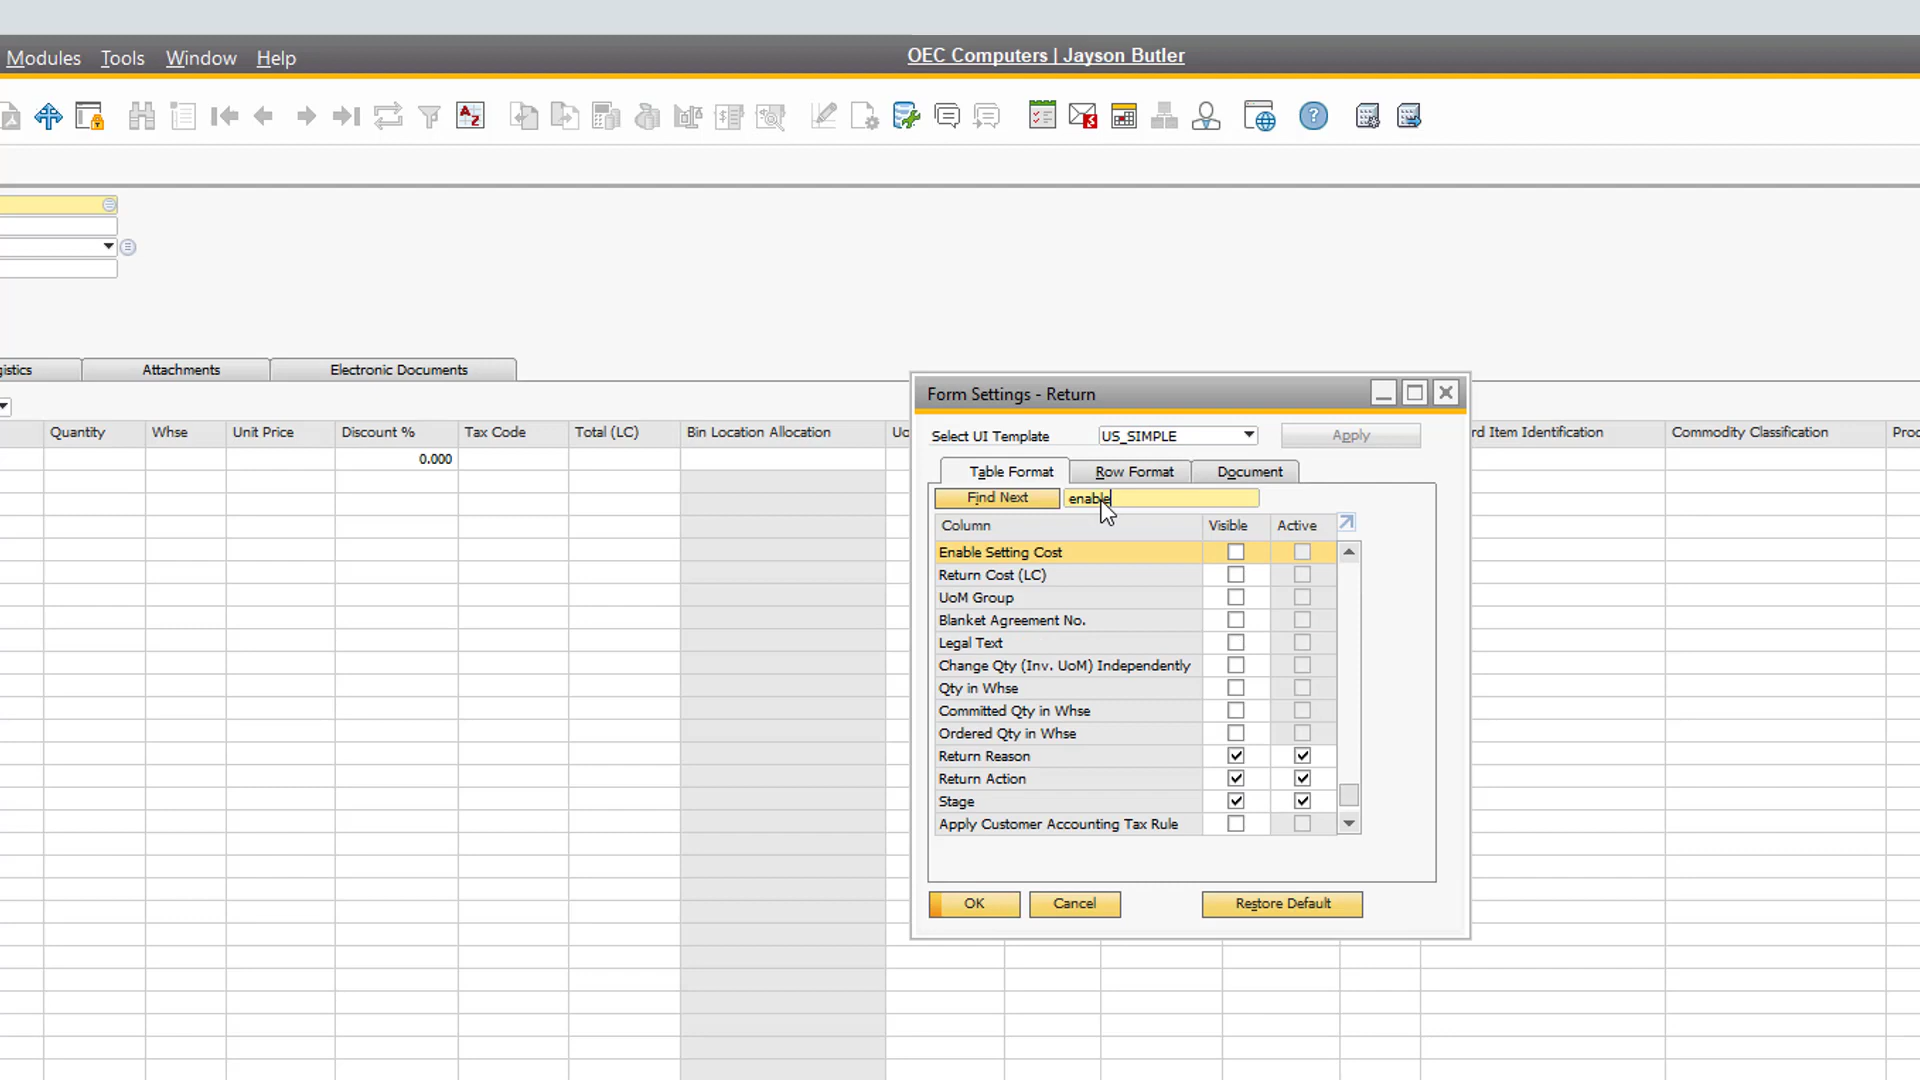 Modules Tools Window Help
OEC Computers | Jayson Butler
Attachments Electronic Documents
Quantity Whse Unit Price Discount % Tax Code Total (LC) Bin Location Allocation
Item Identification Commodity Classification
0.000
Form Settings - Return
Select UI Template US_SIMPLE Apply
Table Format Row Format Document
Find Next enable
Column Visible Active
Enable Setting Cost
Return Cost (LC)
UoM Group
Blanket Agreement No.
Legal Text
Change Qty (Inv. UoM) Independently
Qty in Whse
Committed Qty in Whse
Ordered Qty in Whse
Return Reason
Return Action
Stage
Apply Customer Accounting Tax Rule
OK Cancel Restore Default